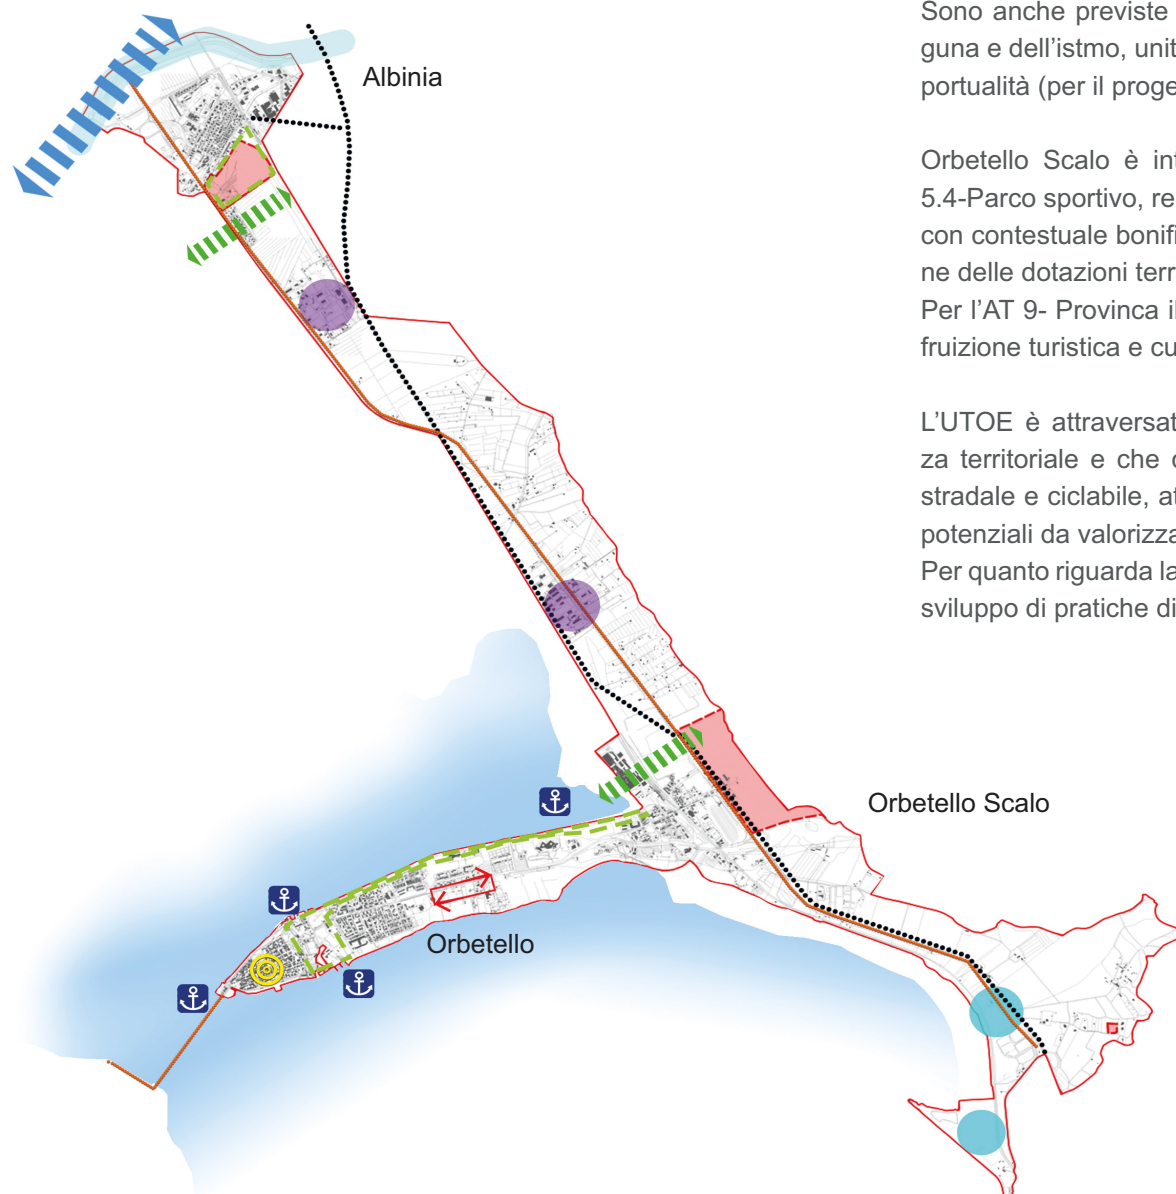 Albinia
Orbetello Scalo
Orbetello
Sono anche previste
guna e dell’istmo, unit
portualità (per il proge
Orbetello Scalo è int
5.4-Parco sportivo, re
con contestuale bonifi
ne delle dotazioni terr
Per l’AT 9- Provinca il
fruizione turistica e cu
L’UTOE è attraversat
za territoriale e che c
stradale e ciclabile, at
potenziali da valorizza
Per quanto riguarda la
sviluppo di pratiche di